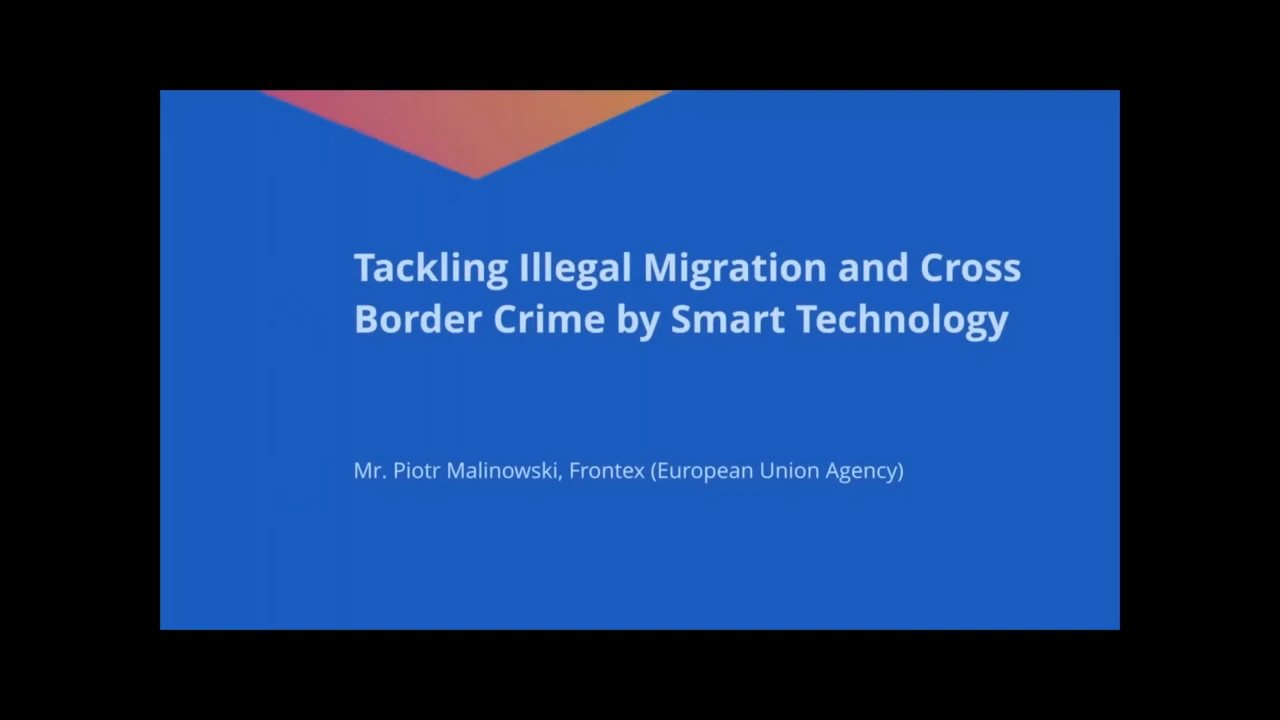 Tackling Illegal Migration and Cross
Border Crime by Smart Technology
Mr. Piotr Malinowski, Frontex (European Union Agency)